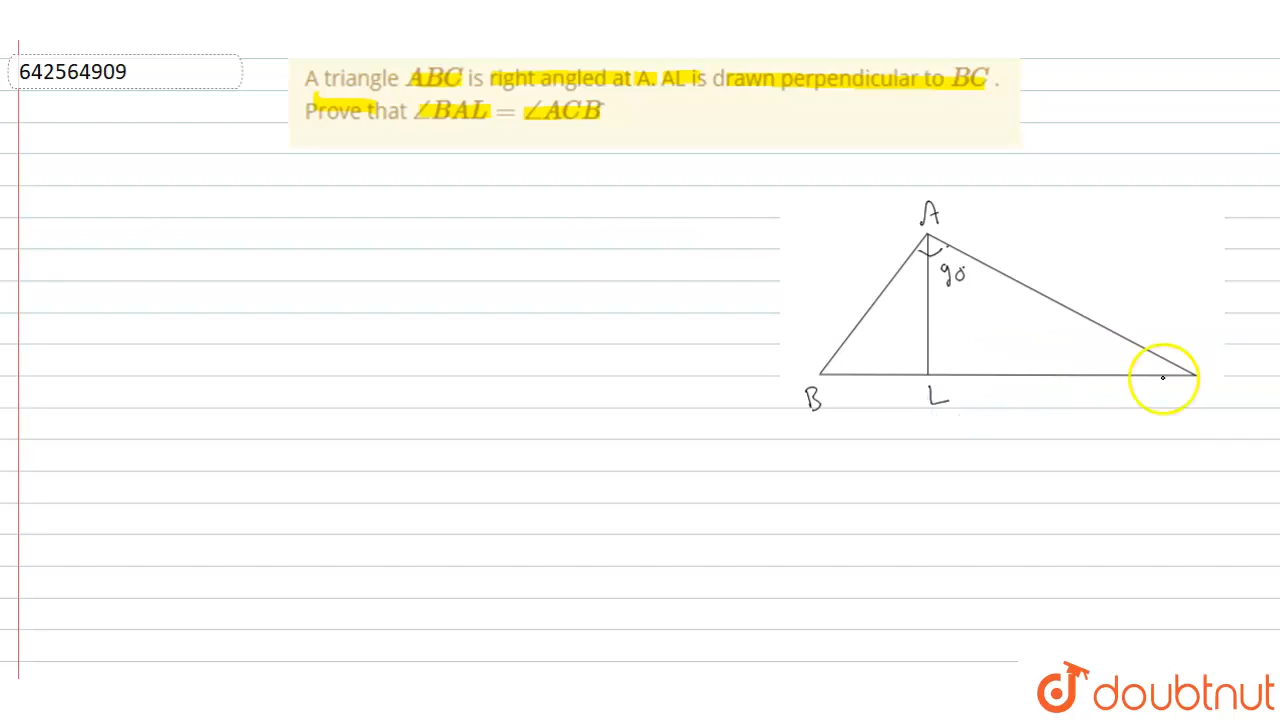 642564909
A triangle ABC is right angled at A. AL is drawn perpendicular to BC .
Prove that ∠BAL = ∠ACB
A
90
B
L
doubtnut